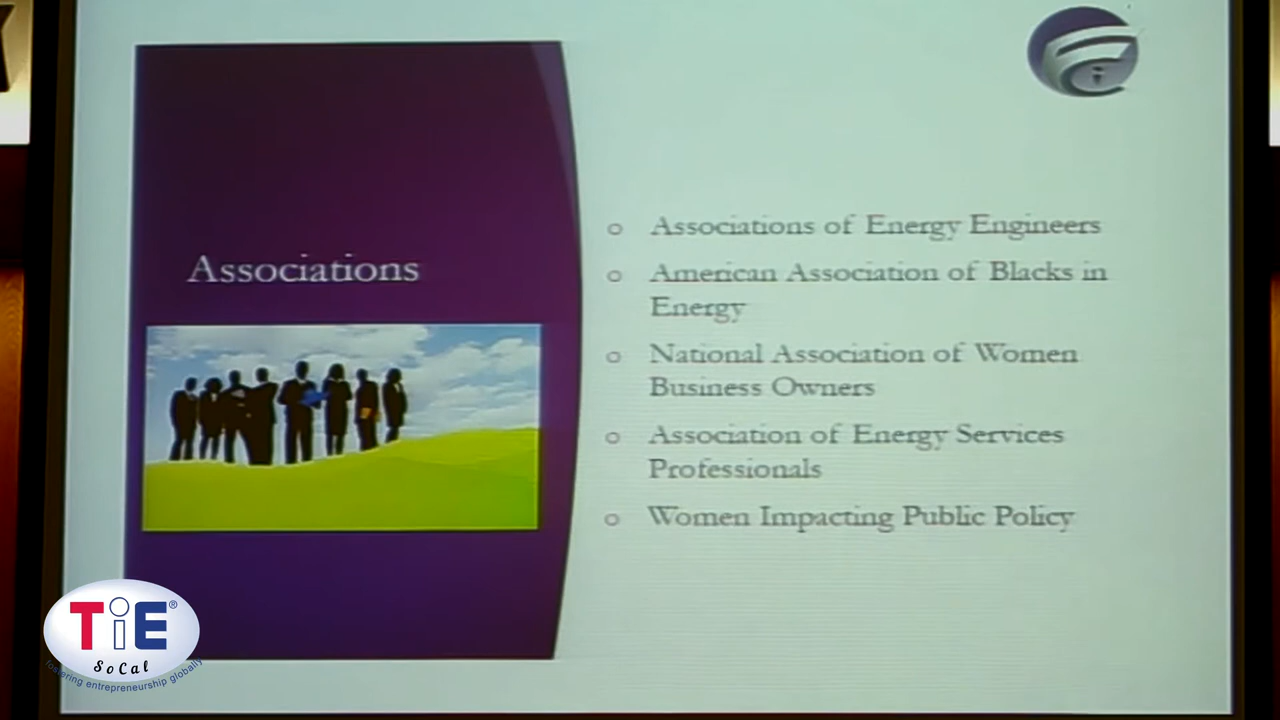 Associations
Associations of Energy Engineers
American Association of Blacks in
Energy
National Association of Women
Business Owners
Association of Energy Services
Professionals
Women Impacting Public Policy
TiE®
SoCal
fostering entrepreneurship globally